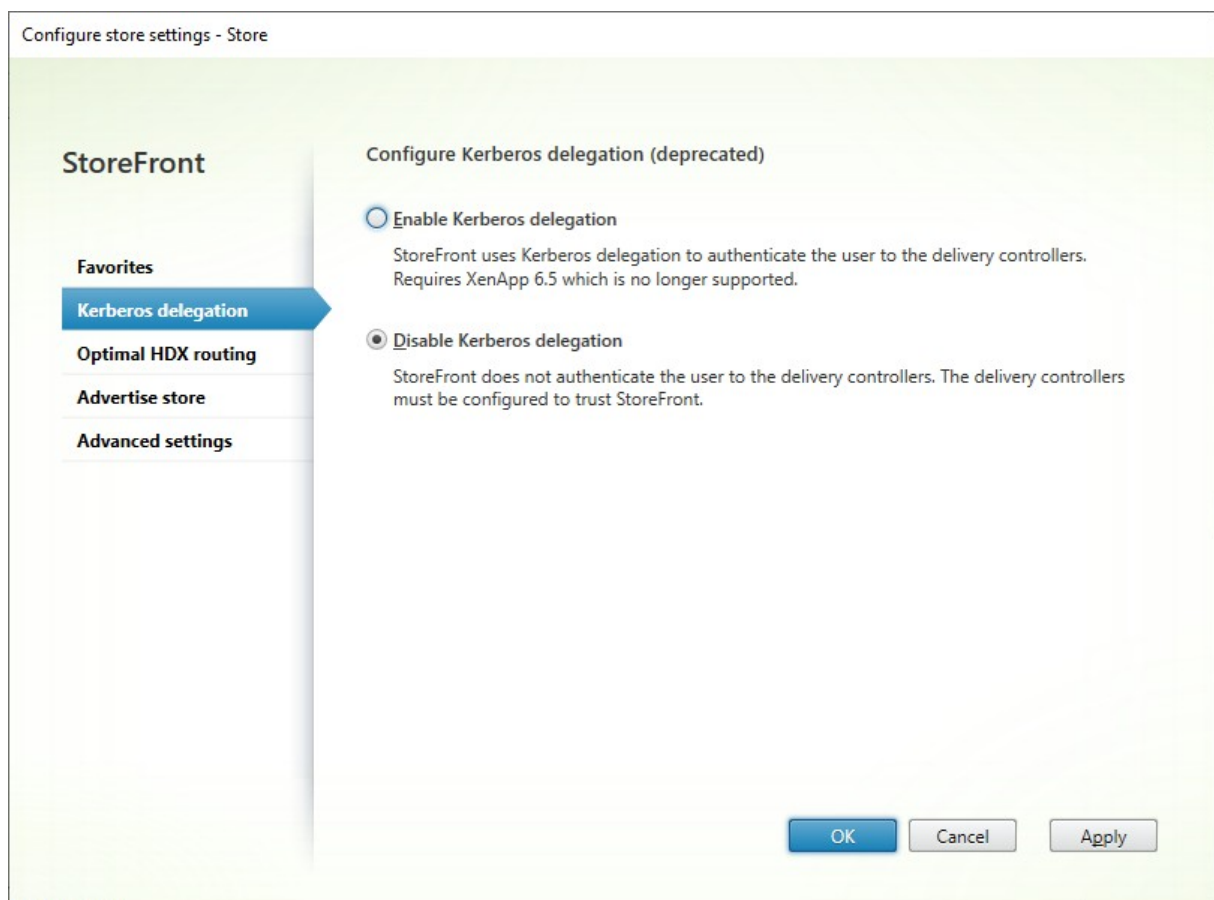 Configure store settings - Store
StoreFront
Favorites
Kerberos delegation
Optimal HDX routing
Advertise store
Advanced settings
Configure Kerberos delegation (deprecated)
Enable Kerberos delegation
StoreFront uses Kerberos delegation to authenticate the user to the delivery controllers.
Requires XenApp 6.5 which is no longer supported.
Disable Kerberos delegation
StoreFront does not authenticate the user to the delivery controllers. The delivery controllers
must be configured to trust StoreFront.
OK
Cancel
Apply